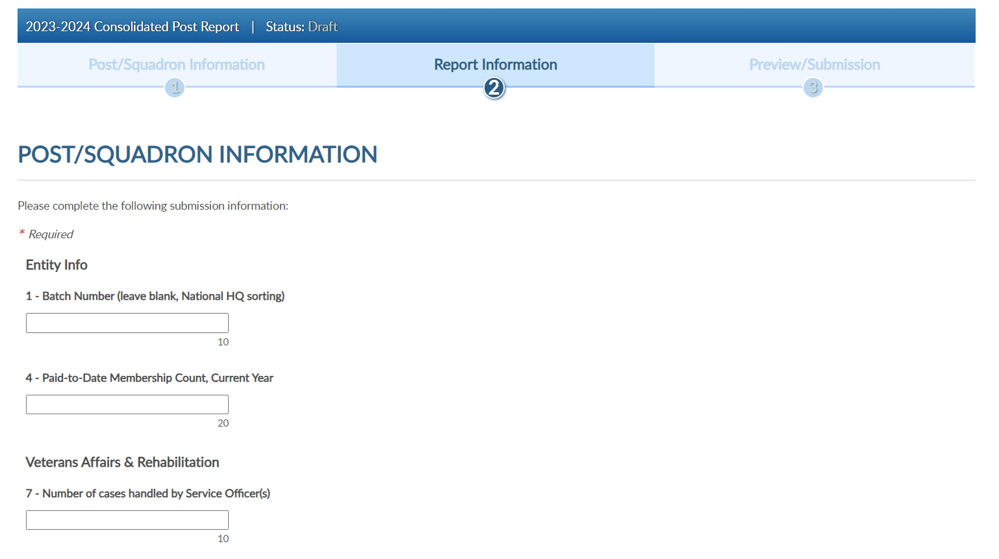 2023-2024 Consolidated Post Report | Status: Draft
Post/Squadron Information Report Information Preview/Submission
1 2 3
POST/SQUADRON INFORMATION
Please complete the following submission information:
* Required
Entity Info
1 - Batch Number (leave blank, National HQ sorting)
10
4 - Paid-to-Date Membership Count, Current Year
20
Veterans Affairs & Rehabilitation
7 - Number of cases handled by Service Officer(s)
10